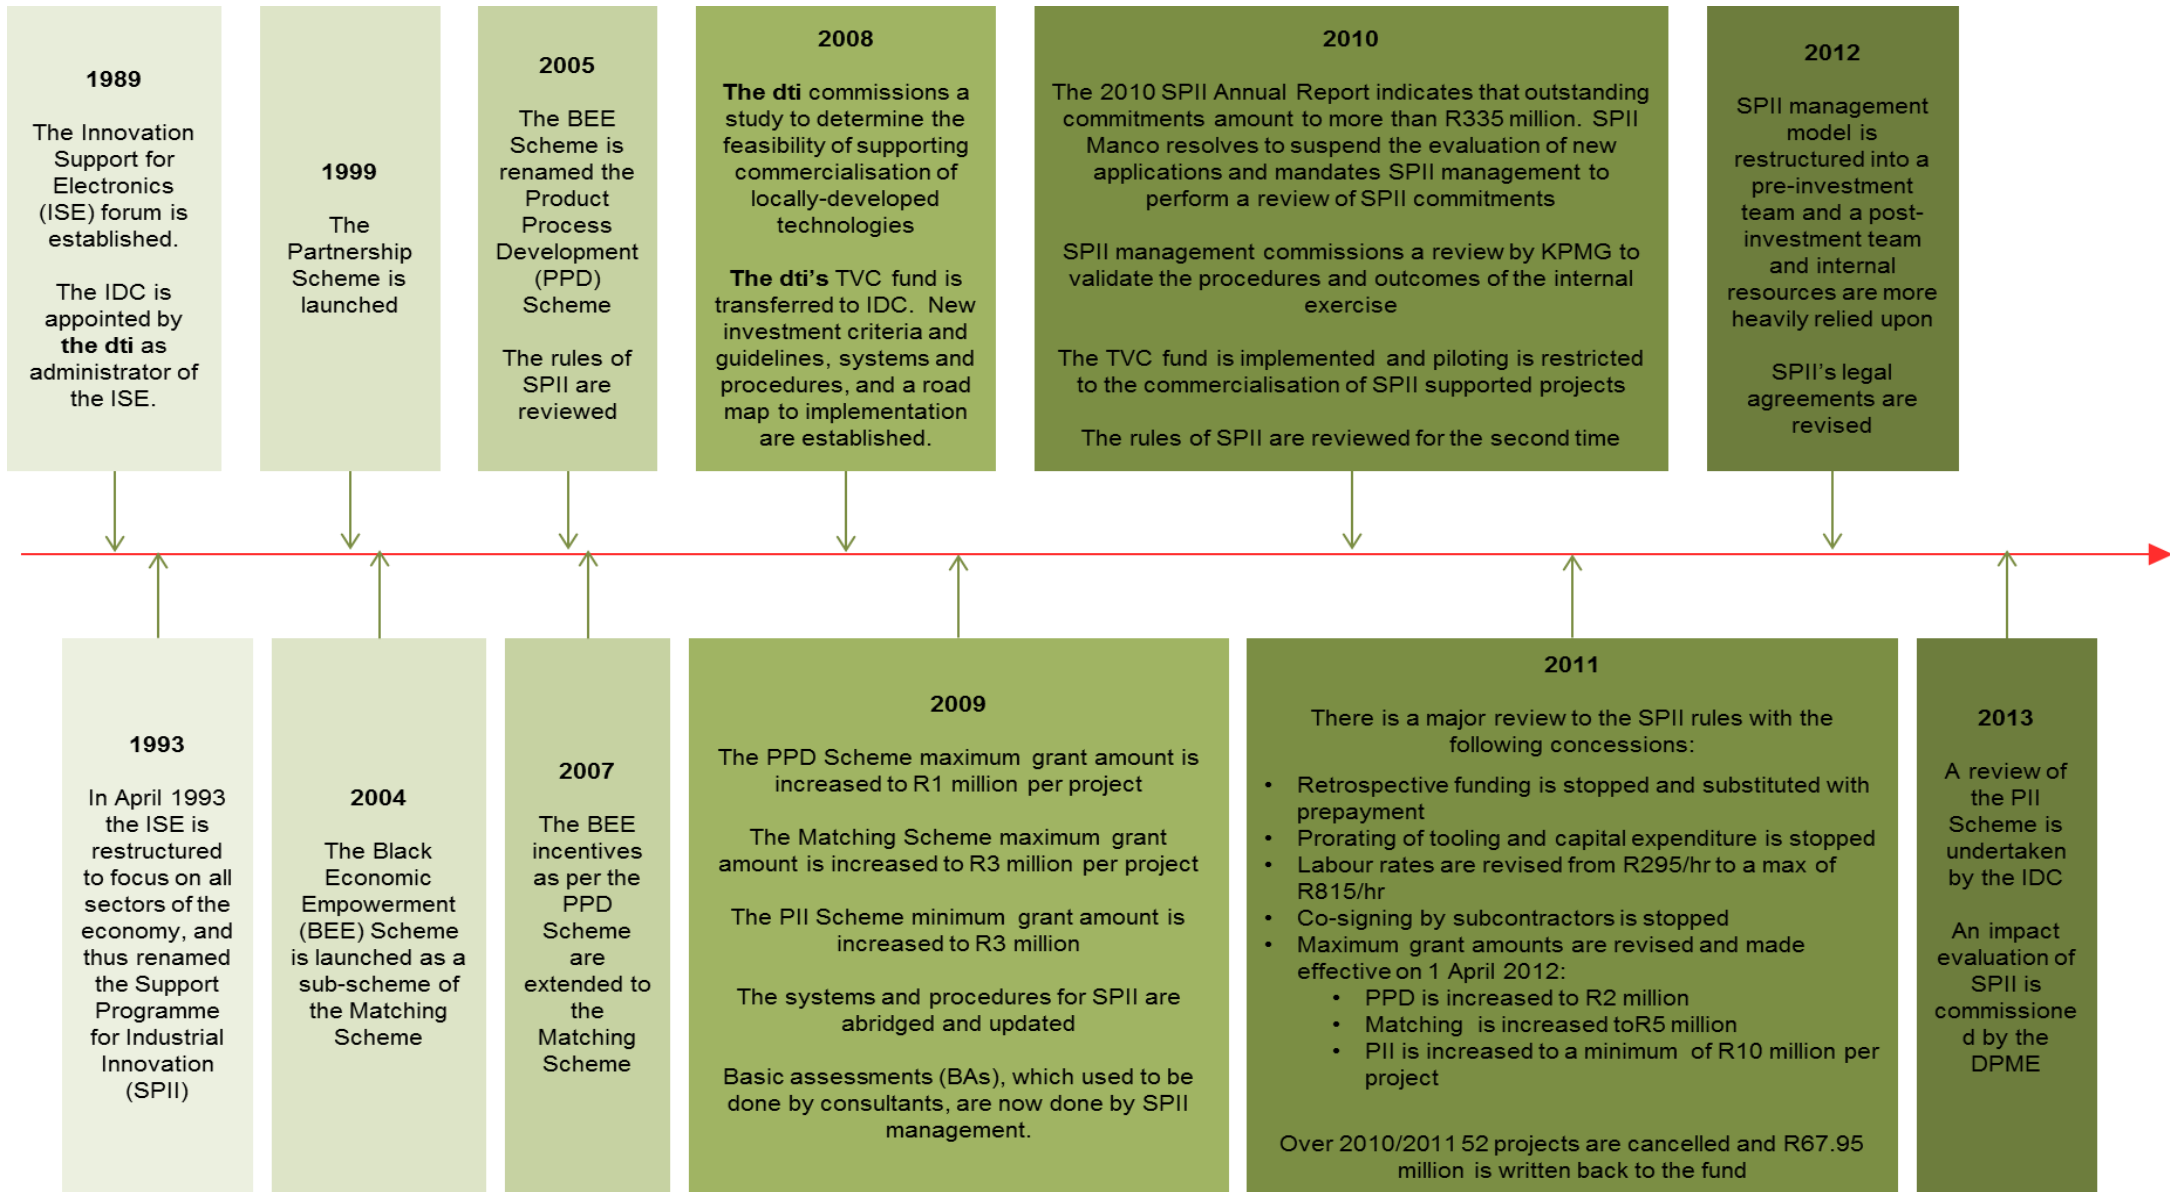 1989
The Innovation
Support for
Electronics
(ISE) forum is
established.
The IDC is
appointed by
the dti as
administrator of
the ISE.
1999
The
Partnership
Scheme is
launched
2005
The BEE
Scheme is
renamed the
Product
Process
Development
(PPD)
Scheme
The rules of
SPII are
reviewed
2008
The dti commissions a
study to determine the
feasibility of supporting
commercialisation of
locally-developed
technologies
The dti's TVC fund is
transferred to IDC. New
investment criteria and
guidelines, systems and
procedures, and a road
map to implementation
are established.
2010
The 2010 SPII Annual Report indicates that outstanding
commitments amount to more than R335 million. SPII
Manco resolves to suspend the evaluation of new
applications and mandates SPII management to
perform a review of SPII commitments
SPII management commissions a review by KPMG to
validate the procedures and outcomes of the internal
exercise
The TVC fund is implemented and piloting is restricted
to the commercialisation of SPII supported projects
The rules of SPII are reviewed for the second time
2012
SPII management
model is
restructured into a
pre-investment
team and a post-
investment team
and internal
resources are more
heavily relied upon
SPII's legal
agreements are
revised
1993
In April 1993
the ISE is
restructured
to focus on all
sectors of the
economy, and
thus renamed
the Support
Programme
for Industrial
Innovation
(SPII)
2004
The Black
Economic
Empowerment
(BEE) Scheme
is launched as a
sub-scheme of
the Matching
Scheme
2007
The BEE
incentives
as per the
PPD
Scheme
are
extended to
the
Matching
Scheme
2009
The PPD Scheme maximum grant amount is
increased to R1 million per project
The Matching Scheme maximum grant
amount is increased to R3 million per project
The PII Scheme minimum grant amount is
increased to R3 million
The systems and procedures for SPII are
abridged and updated
Basic assessments (BAs), which used to be
done by consultants, are now done by SPII
management.
2011
There is a major review to the SPII rules with the
following concessions:
• Retrospective funding is stopped and substituted with
prepayment
• Prorating of tooling and capital expenditure is stopped
• Labour rates are revised from R295/hr to a max of
R815/hr
• Co-signing by subcontractors is stopped
• Maximum grant amounts are revised and made
effective on 1 April 2012:
• PPD is increased to R2 million
• Matching is increased toR5 million
• PII is increased to a minimum of R10 million per
project
Over 2010/2011 52 projects are cancelled and R67.95
million is written back to the fund
2013
A review of
the PII
Scheme is
undertaken
by the IDC
An impact
evaluation of
SPII is
commissione
d by the
DPME